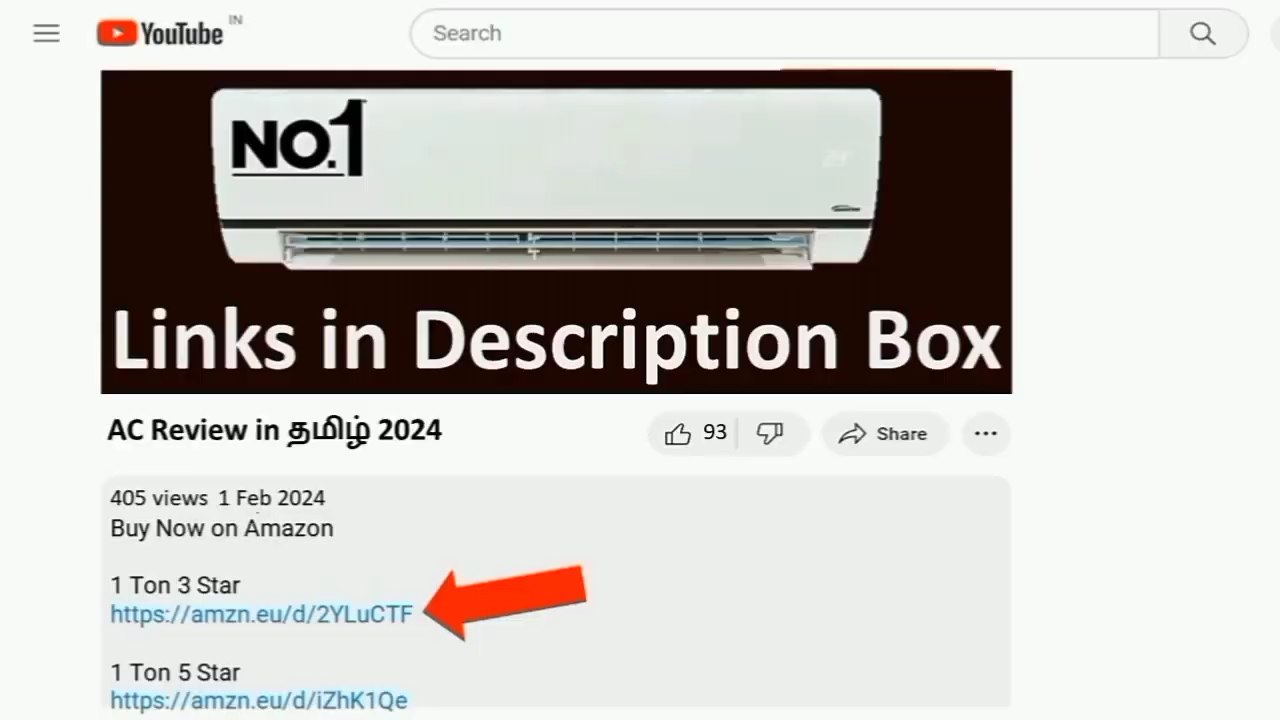 YouTube IN
Search
NO.1
Links in Description Box
AC Review in தமிழ் 2024
93
Share
405 views 1 Feb 2024
Buy Now on Amazon
1 Ton 3 Star
https://amzn.eu/d/2YLuCTF
1 Ton 5 Star
https://amzn.eu/d/iZhK1Qe